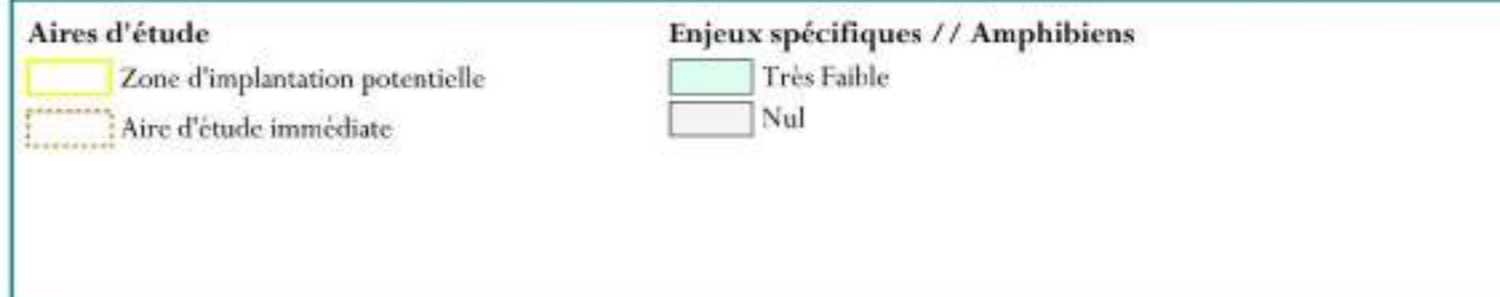 Aires d'étude
Zone d'implantation potentielle
Aire d'étude immédiate
Enjeux spécifiques // Amphibiens
Très Faible
Nul